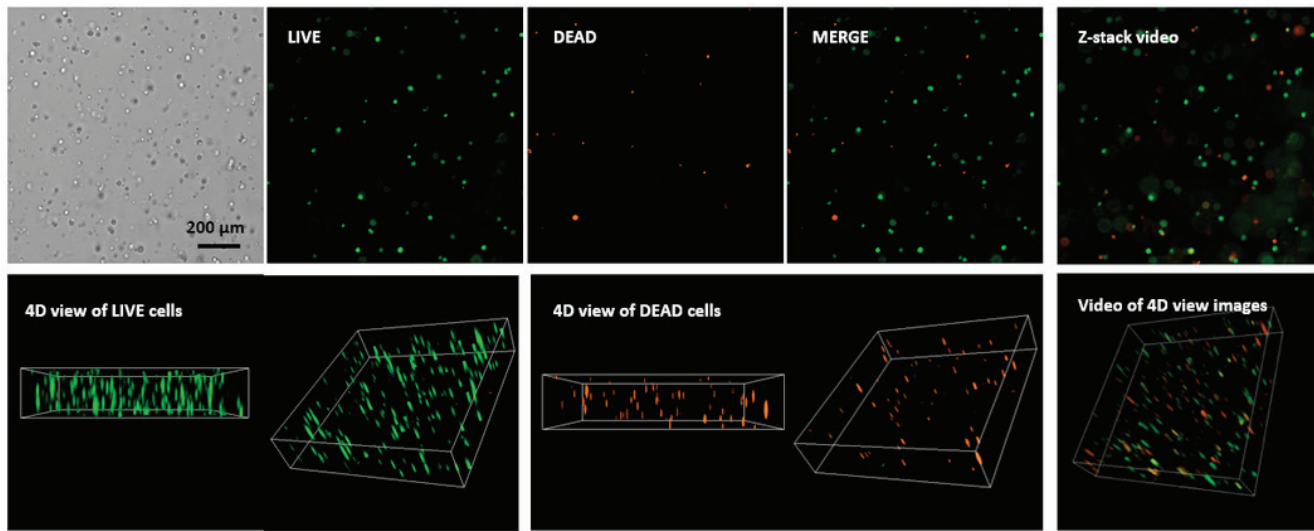 LIVE
DEAD
MERGE
Z-stack video
200 µm
4D view of LIVE cells
4D view of DEAD cells
Video of 4D view images